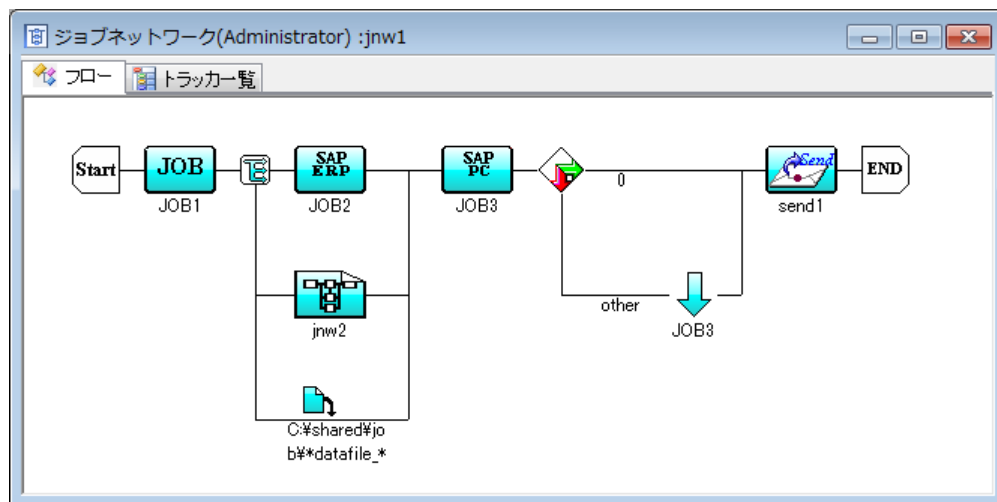 ジョブネットワーク(Administrator) :jnw1
フロー
トラッカ一覧
Start
JOB
JOB1
SAP
ERP
JOB2
SAP
PC
JOB3
0
Send
send1
END
jnw2
other
JOB3
C:¥shared¥jo
b¥*datafile_*